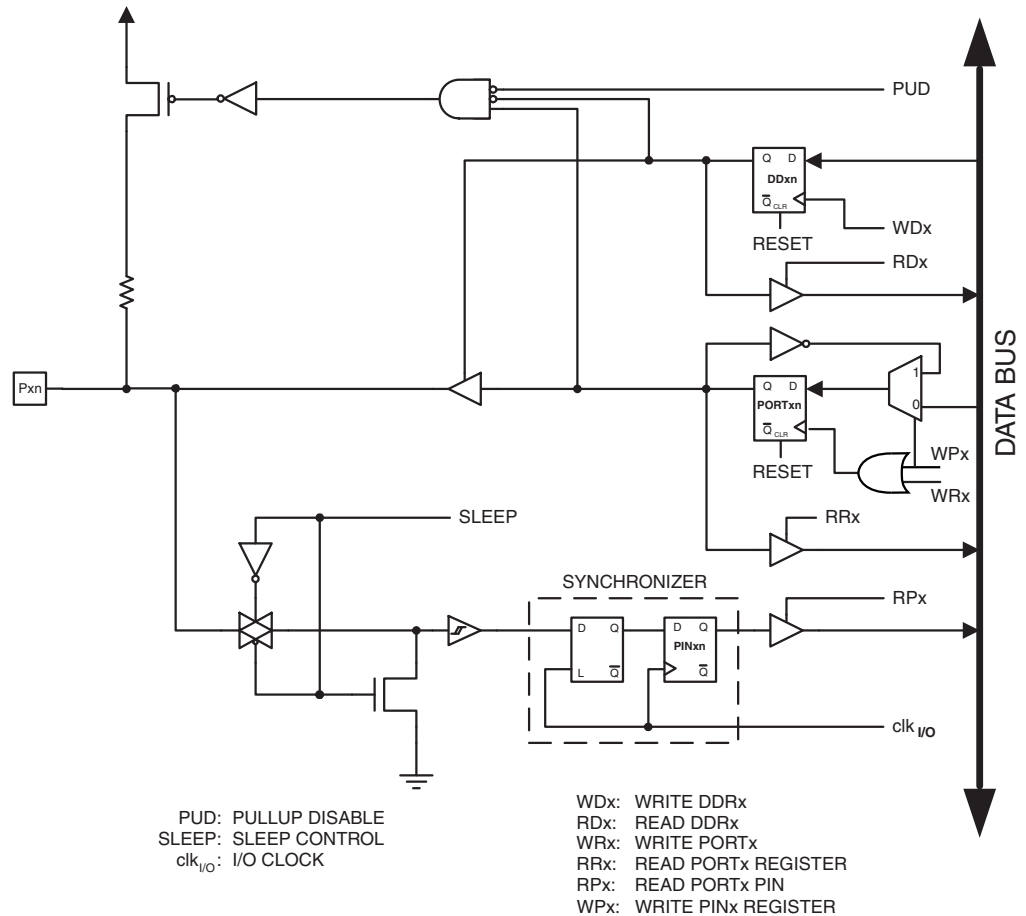 PUD
Q D
DDxn
Q CLR
WDx
RESET
RDx
Pxn
1
Q D
PORTxn
0
Q CLR
WPx
RESET
WRx
DATA BUS
SLEEP
RRx
SYNCHRONIZER
RPx
D Q
D Q
PINxn
L Q
Q
clk I/O
PUD: PULLUP DISABLE
SLEEP: SLEEP CONTROL
clkI/O: I/O CLOCK
WDx: WRITE DDRx
RDx: READ DDRx
WRx: WRITE PORTx
RRx: READ PORTx REGISTER
RPx: READ PORTx PIN
WPx: WRITE PINx REGISTER